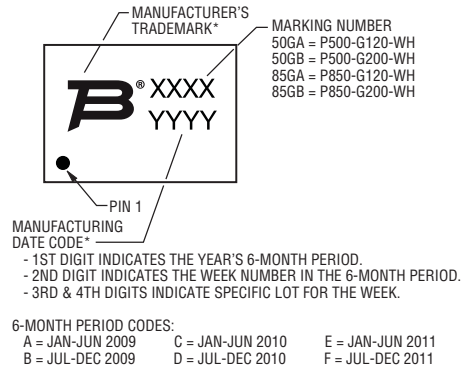 MANUFACTURER'S
TRADEMARK*
MARKING NUMBER
50GA = P500-G120-WH
50GB = P500-G200-WH
85GA = P850-G120-WH
85GB = P850-G200-WH
B ® XXXX
YYYY
PIN 1
MANUFACTURING
DATE CODE*
- 1ST DIGIT INDICATES THE YEAR'S 6-MONTH PERIOD.
- 2ND DIGIT INDICATES THE WEEK NUMBER IN THE 6-MONTH PERIOD.
- 3RD & 4TH DIGITS INDICATE SPECIFIC LOT FOR THE WEEK.
6-MONTH PERIOD CODES:
A = JAN-JUN 2009 C = JAN-JUN 2010 E = JAN-JUN 2011
B = JUL-DEC 2009 D = JUL-DEC 2010 F = JUL-DEC 2011